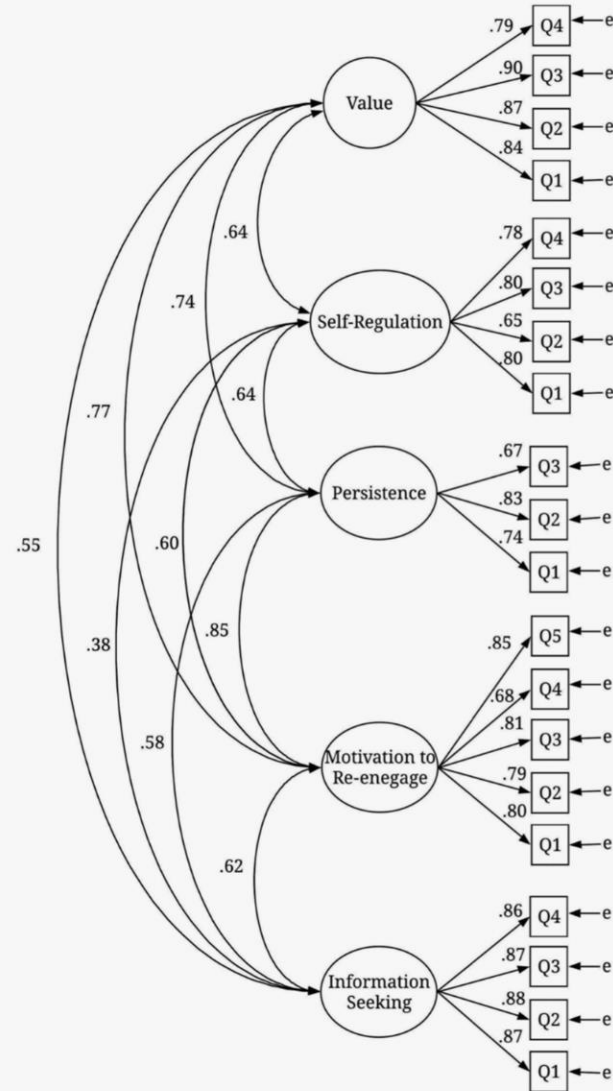 .79
Q4
e
.90
Q3
e
Value
.87
Q2
e
.84
Q1
e
.64
.78
Q4
e
.80
Q3
e
.74
Self-Regulation
.65
Q2
e
.80
Q1
e
.77
.64
.67
Q3
e
Persistence
.83
Q2
e
.74
Q1
e
.55
.60
.85
.38
.58
.85
Q5
e
.68
Q4
e
.81
Q3
e
Motivation to
Re-enegage
.79
Q2
e
.80
Q1
e
.62
.86
Q4
e
.87
Q3
e
Information
Seeking
.88
Q2
e
.87
Q1
e